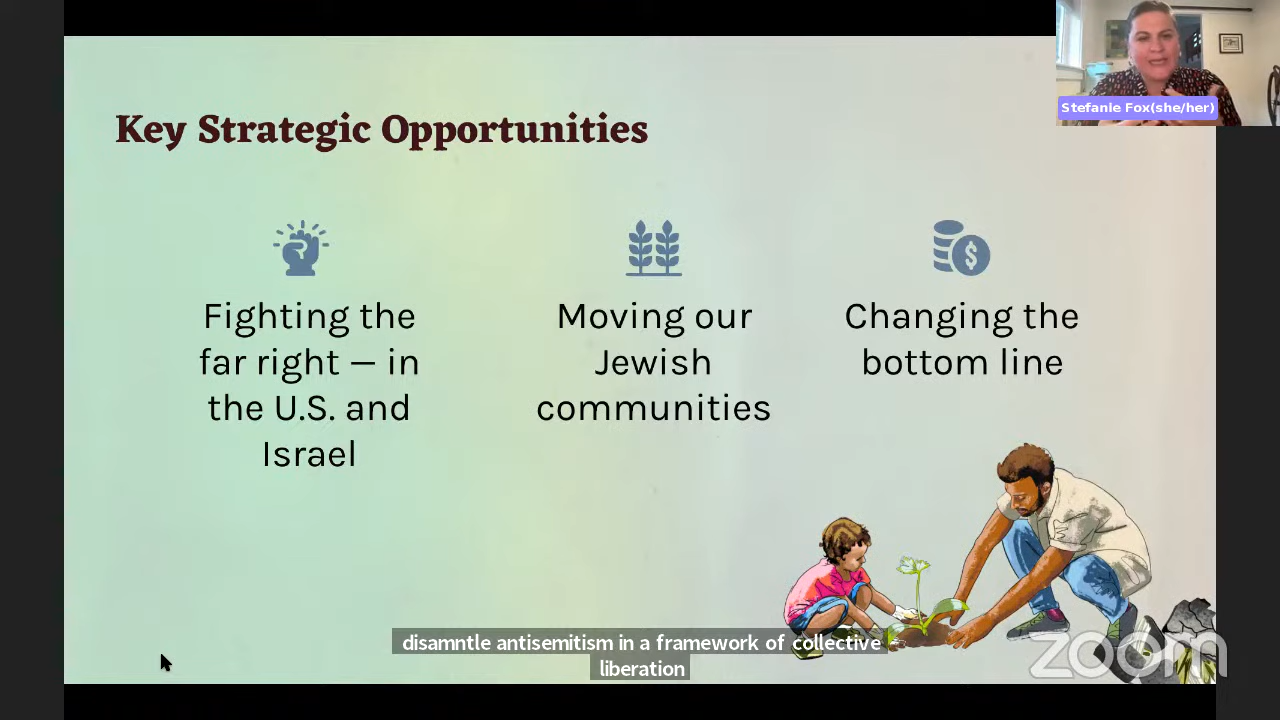 Stefanie Fox(she/her)
Key Strategic Opportunities
$
Fighting the
far right — in
the U.S. and
Israel
Moving our
Jewish
communities
Changing the
bottom line
disamntle antisemitism in a framework of collective
liberation
zoom